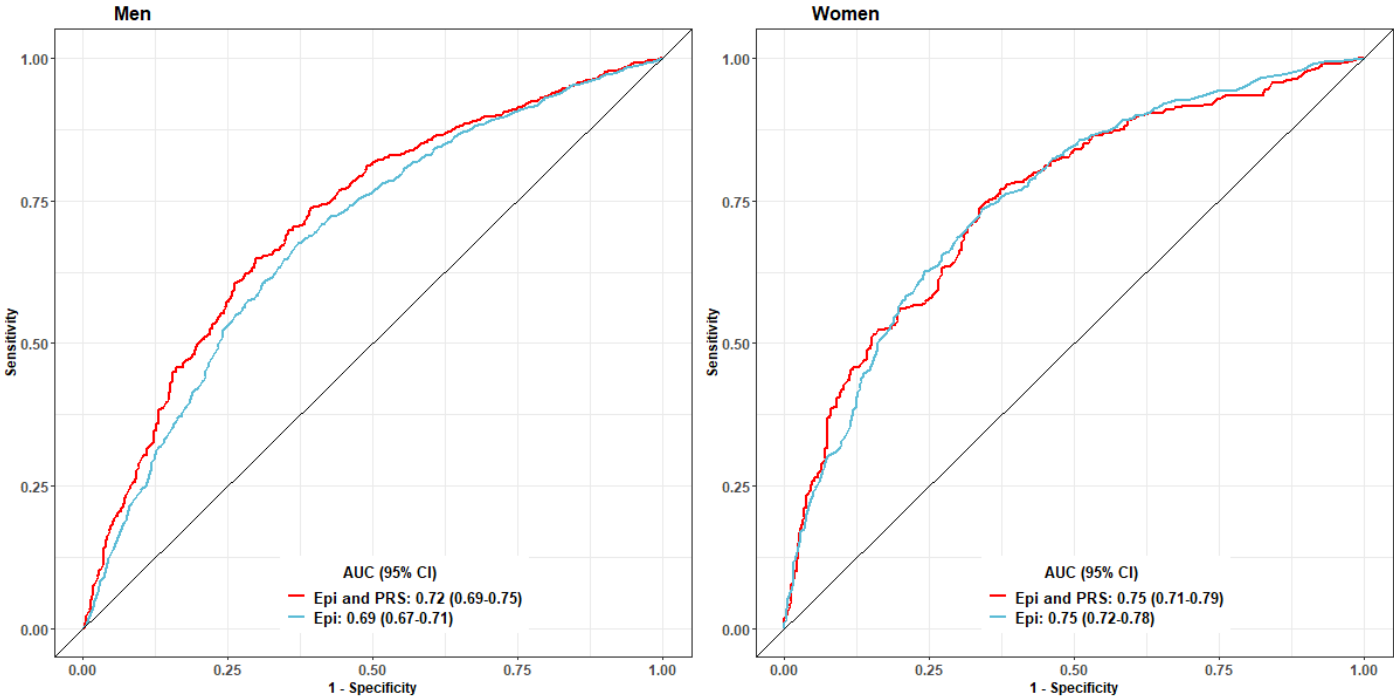 Men
1.00
0.75
0.50
0.25
0.00
Sensitivity
AUC (95% CI)
Epi and PRS: 0.72 (0.69-0.75)
Epi: 0.69 (0.67-0.71)
0.00 0.25 0.50 0.75 1.00
1 - Specificity
Women
1.00
0.75
0.50
0.25
0.00
Sensitivity
AUC (95% CI)
Epi and PRS: 0.75 (0.71-0.79)
Epi: 0.75 (0.72-0.78)
0.00 0.25 0.50 0.75 1.00
1 - Specificity